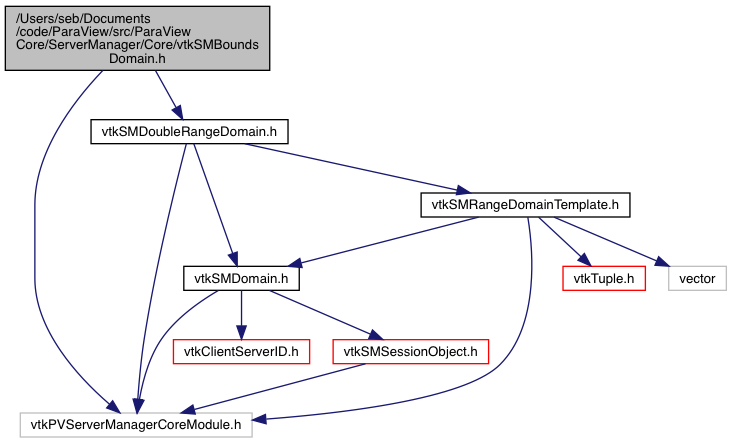 /Users/seb/Documents
/code/ParaView/src/ParaView
Core/ServerManager/Core/vtkSMBounds
Domain.h
vtkSMDoubleRangeDomain.h
vtkSMRangeDomainTemplate.h
vtkSMDomain.h
vtkTuple.h
vector
vtkClientServerID.h
vtkSMSessionObject.h
vtkPVServerManagerCoreModule.h